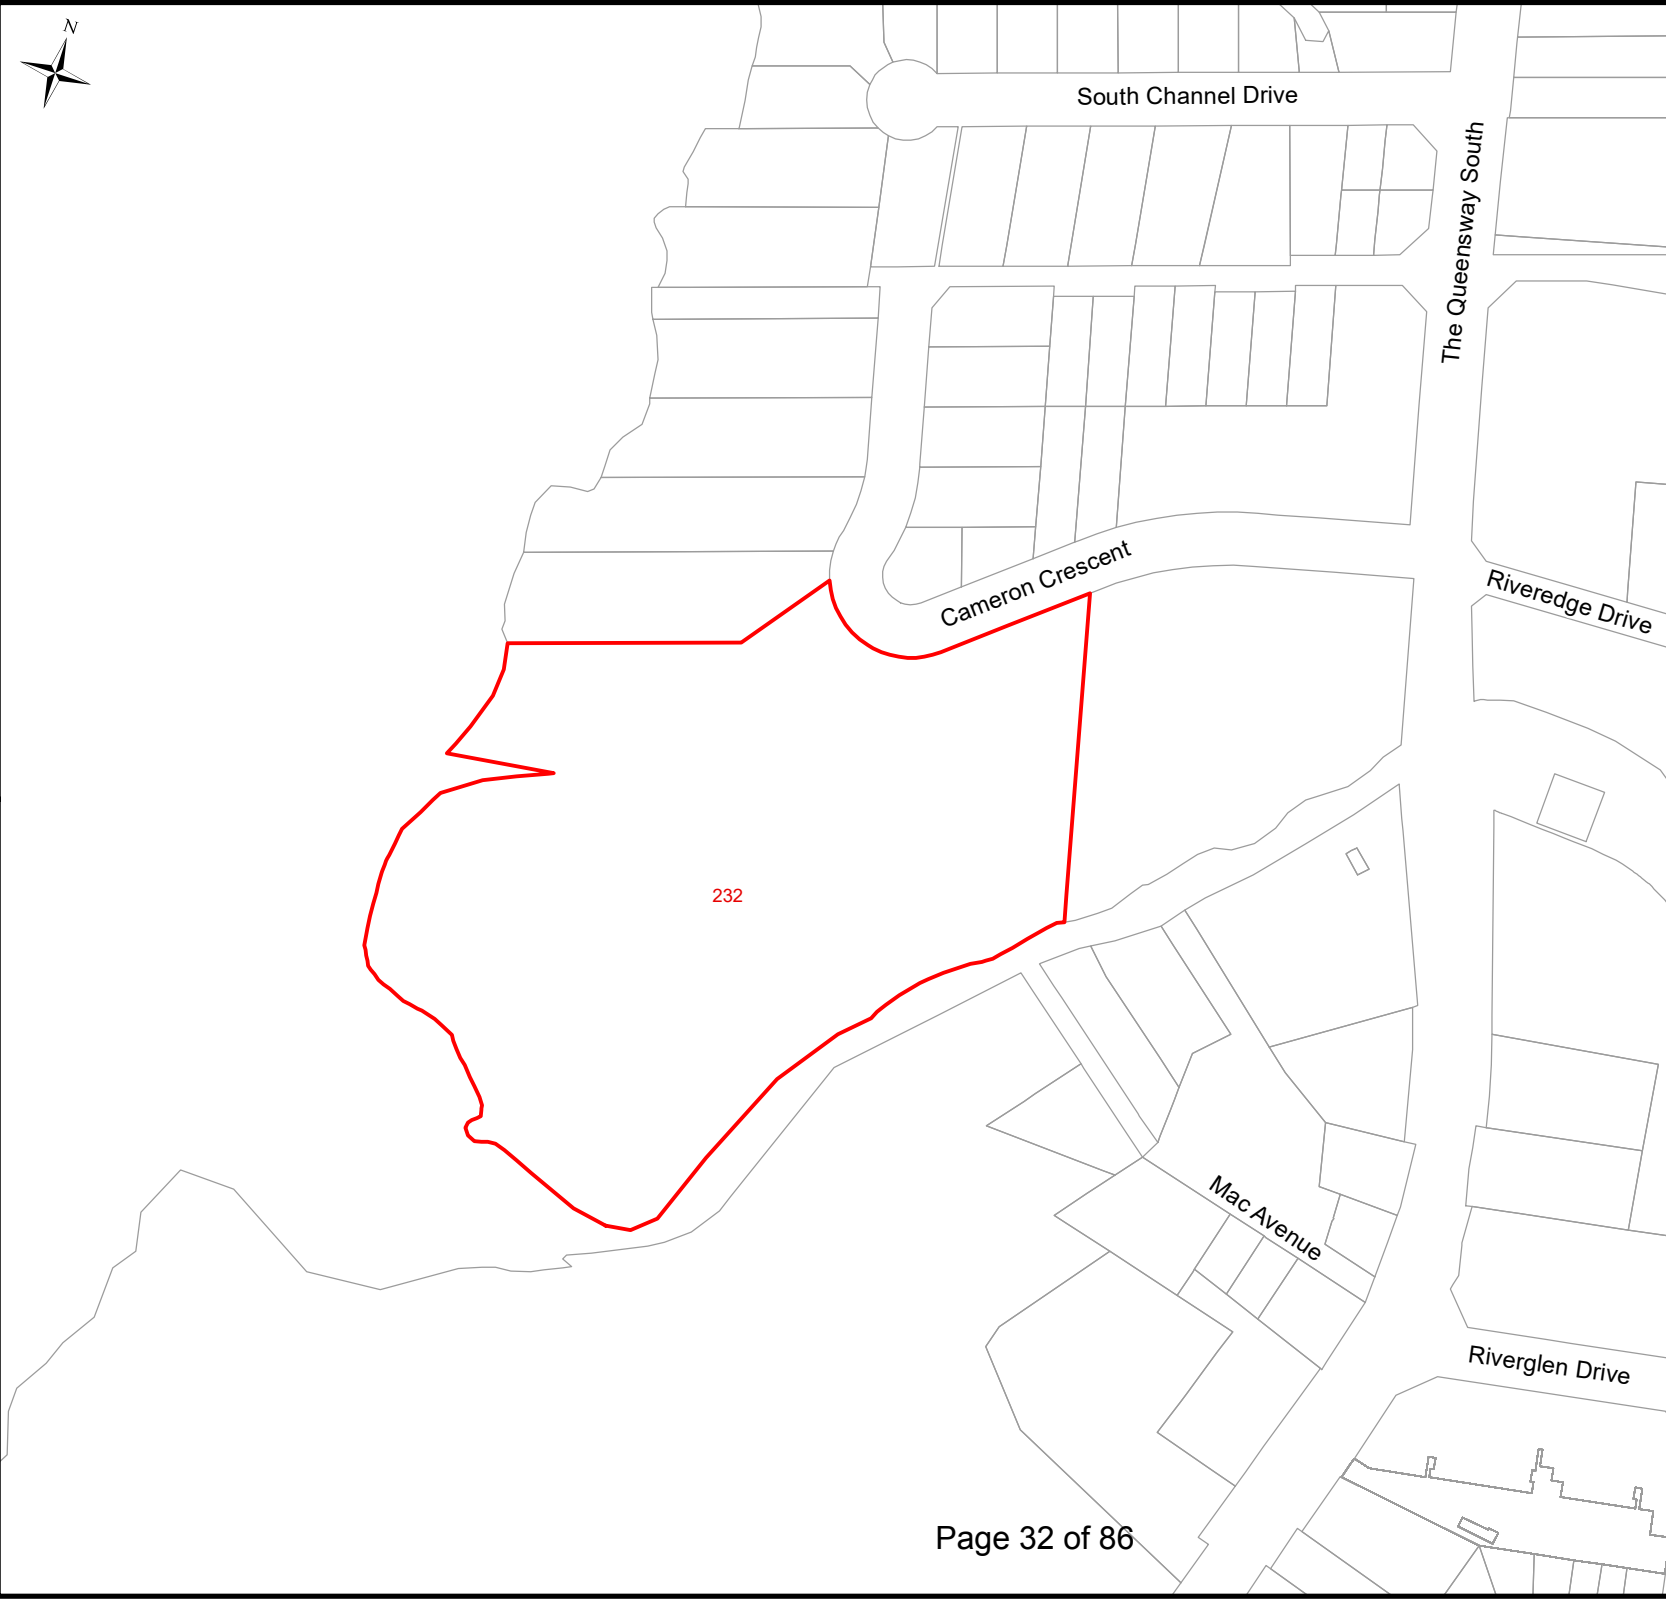 N
South Channel Drive
The Queensway South
Cameron Crescent
Riveredge Drive
232
Mac Avenue
Riverglen Drive
Page 32 of 86